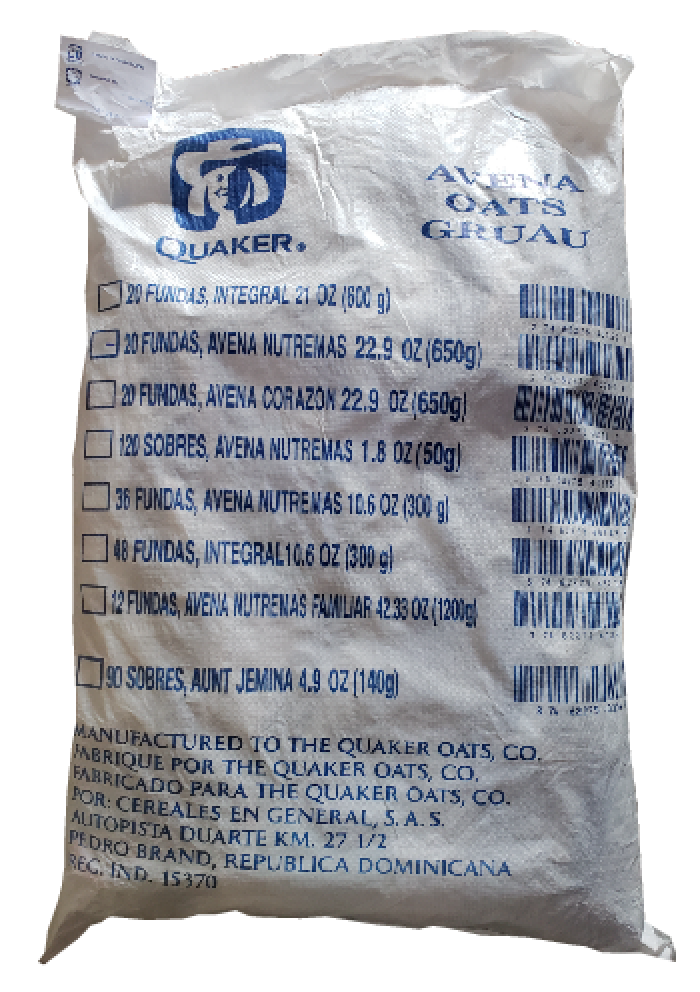 QUAKER®
AVENA
OATS
GRUAU
20 FUNDAS, INTEGRAL 21 OZ (600 g)
20 FUNDAS, AVENA NUTREMAS 22.9 OZ (650g)
20 FUNDAS, AVENA CORAZON 22.9 OZ (650g)
120 SOBRES, AVENA NUTREMAS 1.8 OZ (50g)
36 FUNDAS, AVENA NUTREMAS 10.6 OZ (300 g)
48 FUNDAS, INTEGRAL 10.6 OZ (300 g)
12 FUNDAS, AVENA NUTREMAS FAMILIAR 42.33 OZ (1200g)
90 SOBRES, AUNT JEMINA 4.9 OZ (140g)
MANUFACTURED TO THE QUAKER OATS, CO.
FABRIQUE POR THE QUAKER OATS, CO.
FABRICADO PARA THE QUAKER OATS, CO.
POR: CEREALES EN GENERAL, S.A.S.
AUTOPISTA DUARTE KM. 27 1/2
PEDRO BRAND, REPUBLICA DOMINICANA
REG. IND. 15370